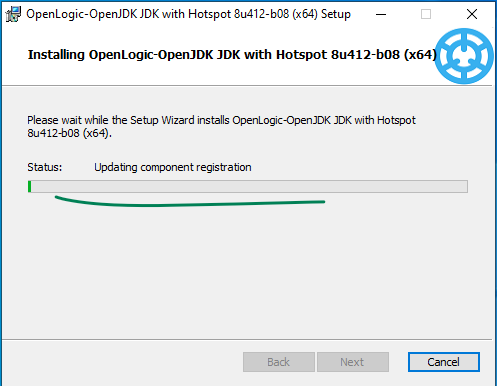 OpenLogic-OpenJDK JDK with Hotspot 8u412-b08 (x64) Setup
Installing OpenLogic-OpenJDK JDK with Hotspot 8u412-b08 (x64)
Please wait while the Setup Wizard installs OpenLogic-OpenJDK JDK with Hotspot
8u412-b08 (x64).
Status: Updating component registration
Back Next Cancel